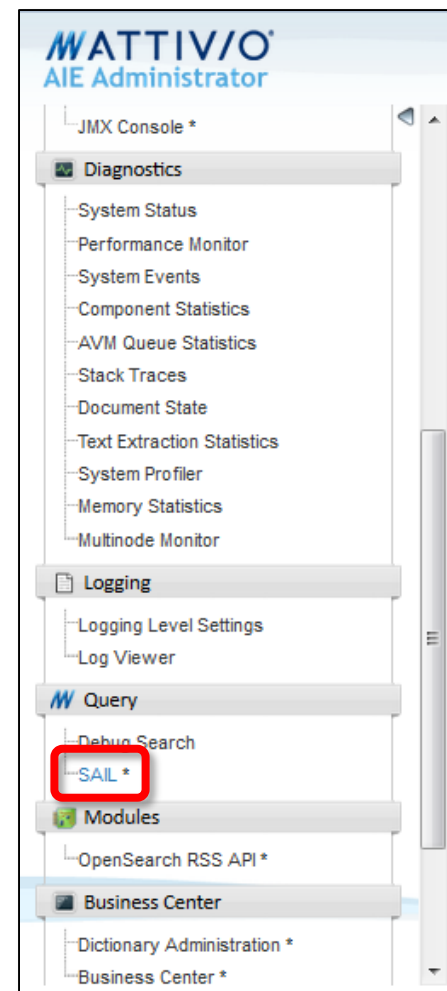 ATTIV/O®
AIE Administrator
JMX Console *
Diagnostics
System Status
Performance Monitor
System Events
Component Statistics
AVM Queue Statistics
Stack Traces
Document State
Text Extraction Statistics
System Profiler
Memory Statistics
Multinode Monitor
Logging
Logging Level Settings
Log Viewer
Query
Debug Search
SAIL *
Modules
OpenSearch RSS API *
Business Center
Dictionary Administration *
Business Center *